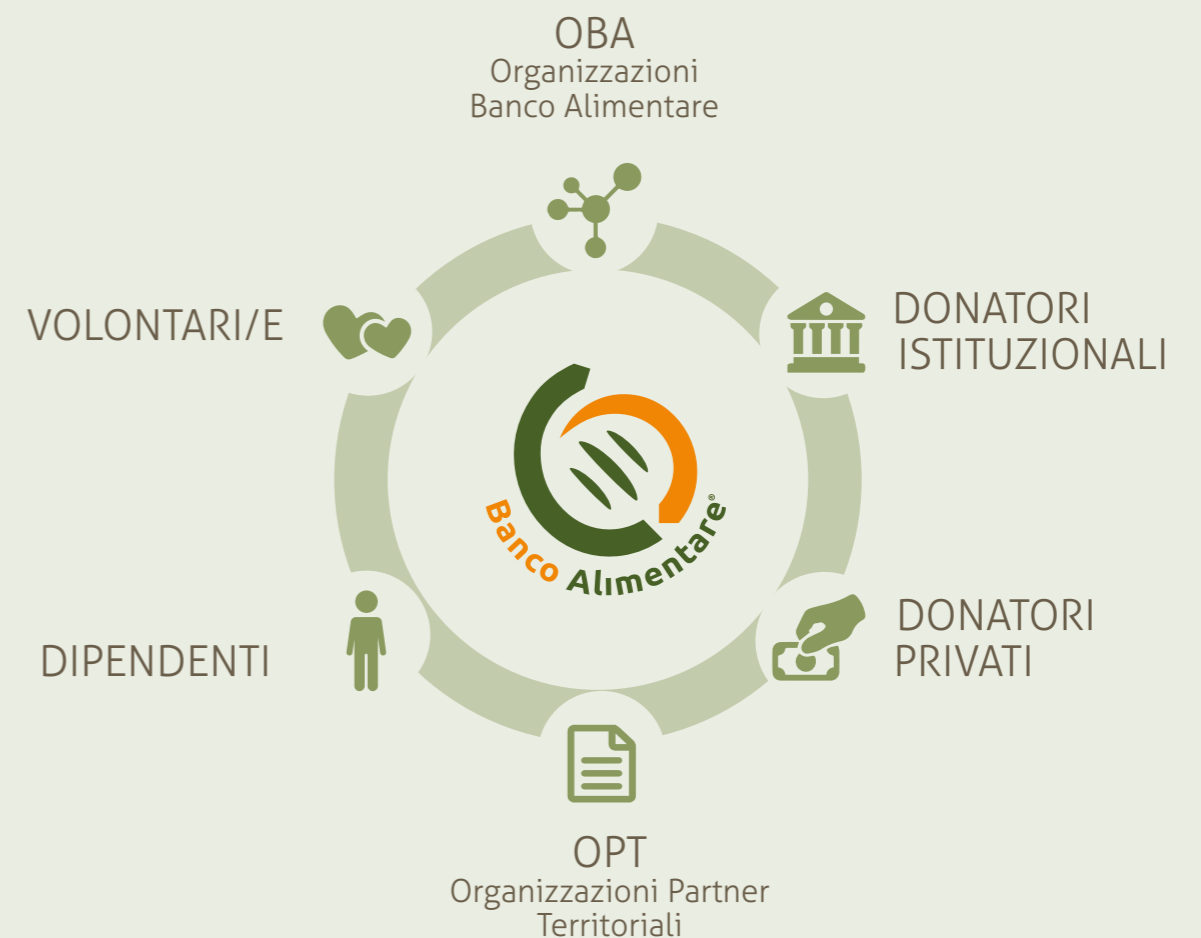 OBA
Organizzazioni
Banco Alimentare
VOLONTARI/E
DONATORI
ISTITUZIONALI
Banco Alimentare®
DIPENDENTI
DONATORI
PRIVATI
OPT
Organizzazioni Partner
Territoriali